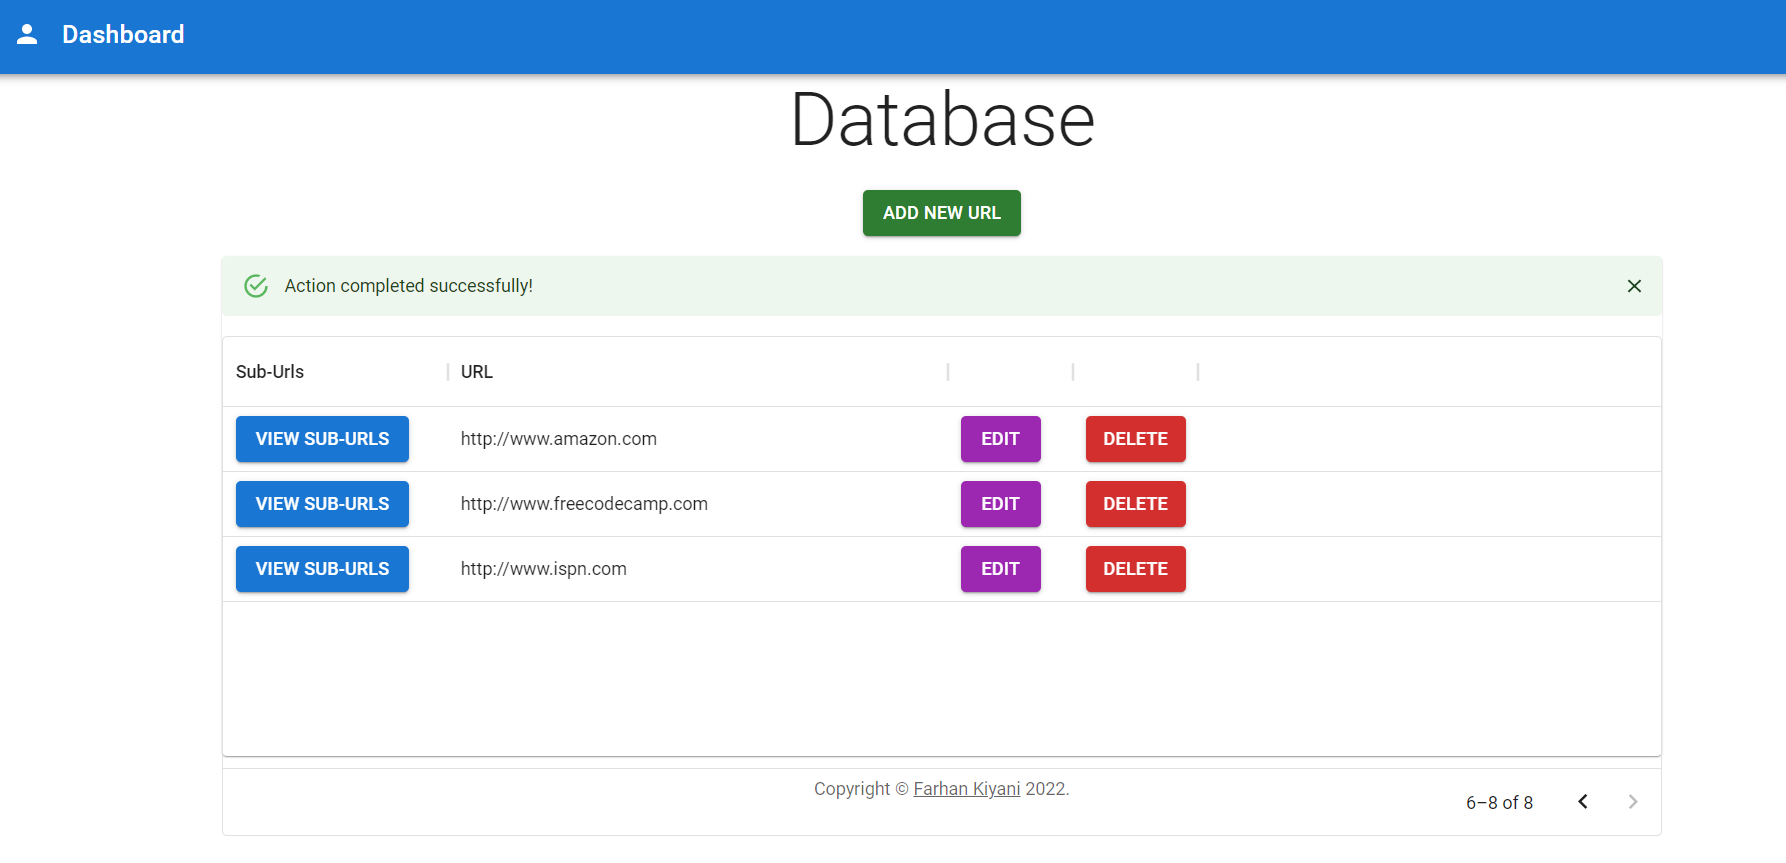 Dashboard
Database
ADD NEW URL
Action completed successfully!
Sub-Urls URL
VIEW SUB-URLS http://www.amazon.com EDIT DELETE
VIEW SUB-URLS http://www.freecodecamp.com EDIT DELETE
VIEW SUB-URLS http://www.ispn.com EDIT DELETE
Copyright © Farhan Kiyani 2022.
6–8 of 8